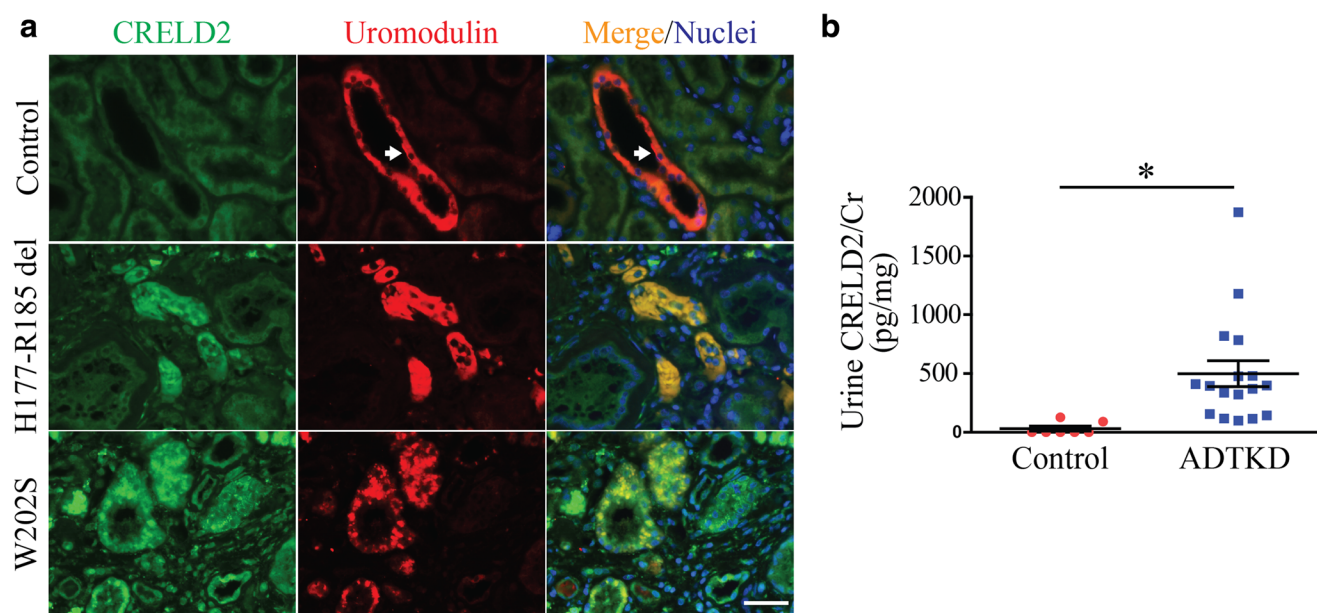 a
CRELD2 Uromodulin Merge/Nuclei
Control
H177-R185 del
W202S
b
*
Urine CRELD2/Cr
(pg/mg)
2000
1500
1000
500
0
Control ADTKD